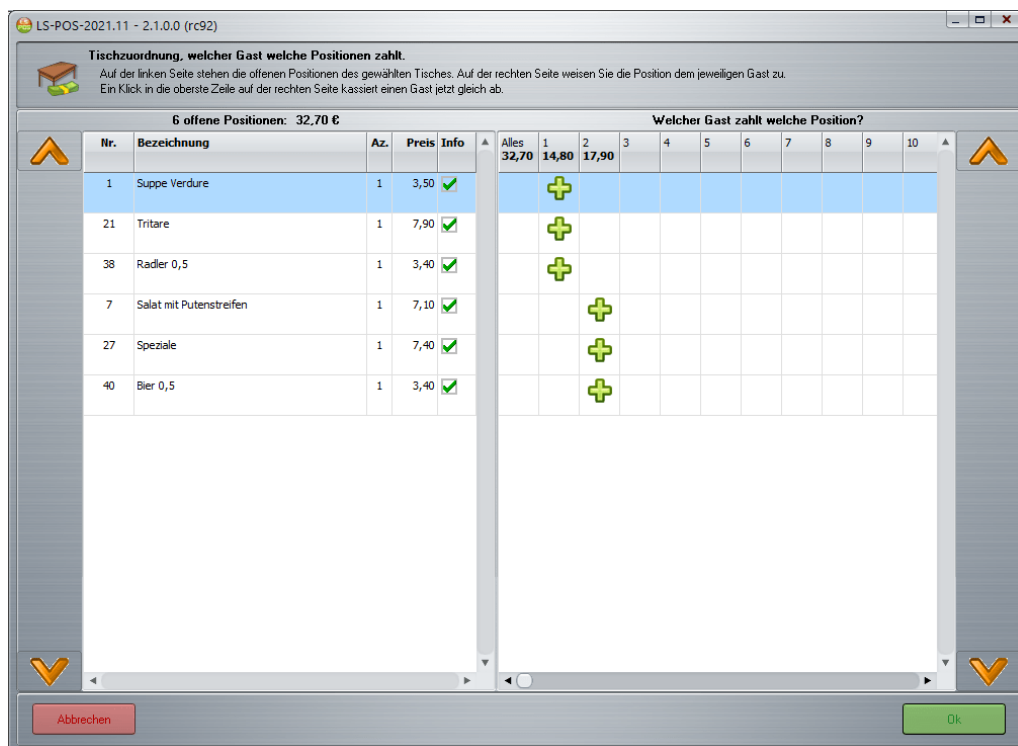 LS-POS-2021.11 - 2.1.0.0 (rc92)
Tischzuordnung, welcher Gast welche Positionen zahlt.
Auf der linken Seite stehen die offenen Positionen des gewählten Tisches. Auf der rechten Seite weisen Sie die Position dem jeweiligen Gast zu.
Ein Klick in die oberste Zeile auf der rechten Seite kassiert einen Gast jetzt gleich ab.
6 offene Positionen: 32,70 €
Welcher Gast zahlt welche Position?
Nr. Bezeichnung Az. Preis Info
Alles 1 2 3 4 5 6 7 8 9 10
32,70 14,80 17,90
1 Suppe Verdure 1 3,50
21 Tritare 1 7,90
38 Radler 0,5 1 3,40
7 Salat mit Putenstreifen 1 7,10
27 Speziale 1 7,40
40 Bier 0,5 1 3,40
Abbrechen
Ok